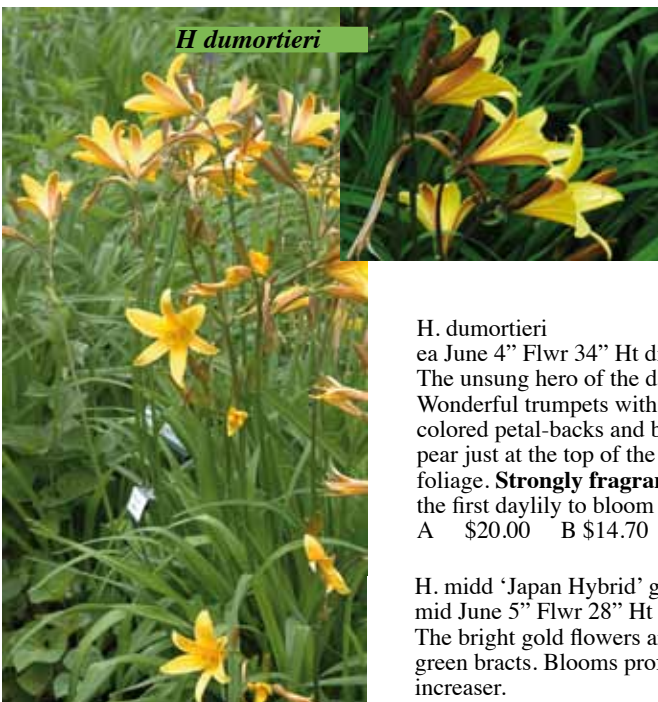 H dumortieri
H. dumortieri
ea June 4” Flwr 34” Ht
The unsung hero of the
Wonderful trumpets with
colored petal-backs and
pear just at the top of the
foliage. Strongly
the first daylily to bloom
A $20.00 B $14.70
H. midd ‘Japan Hybrid’
mid June 5” Flwr 28” Ht
The bright gold flowers
green bracts. Blooms
increaser.